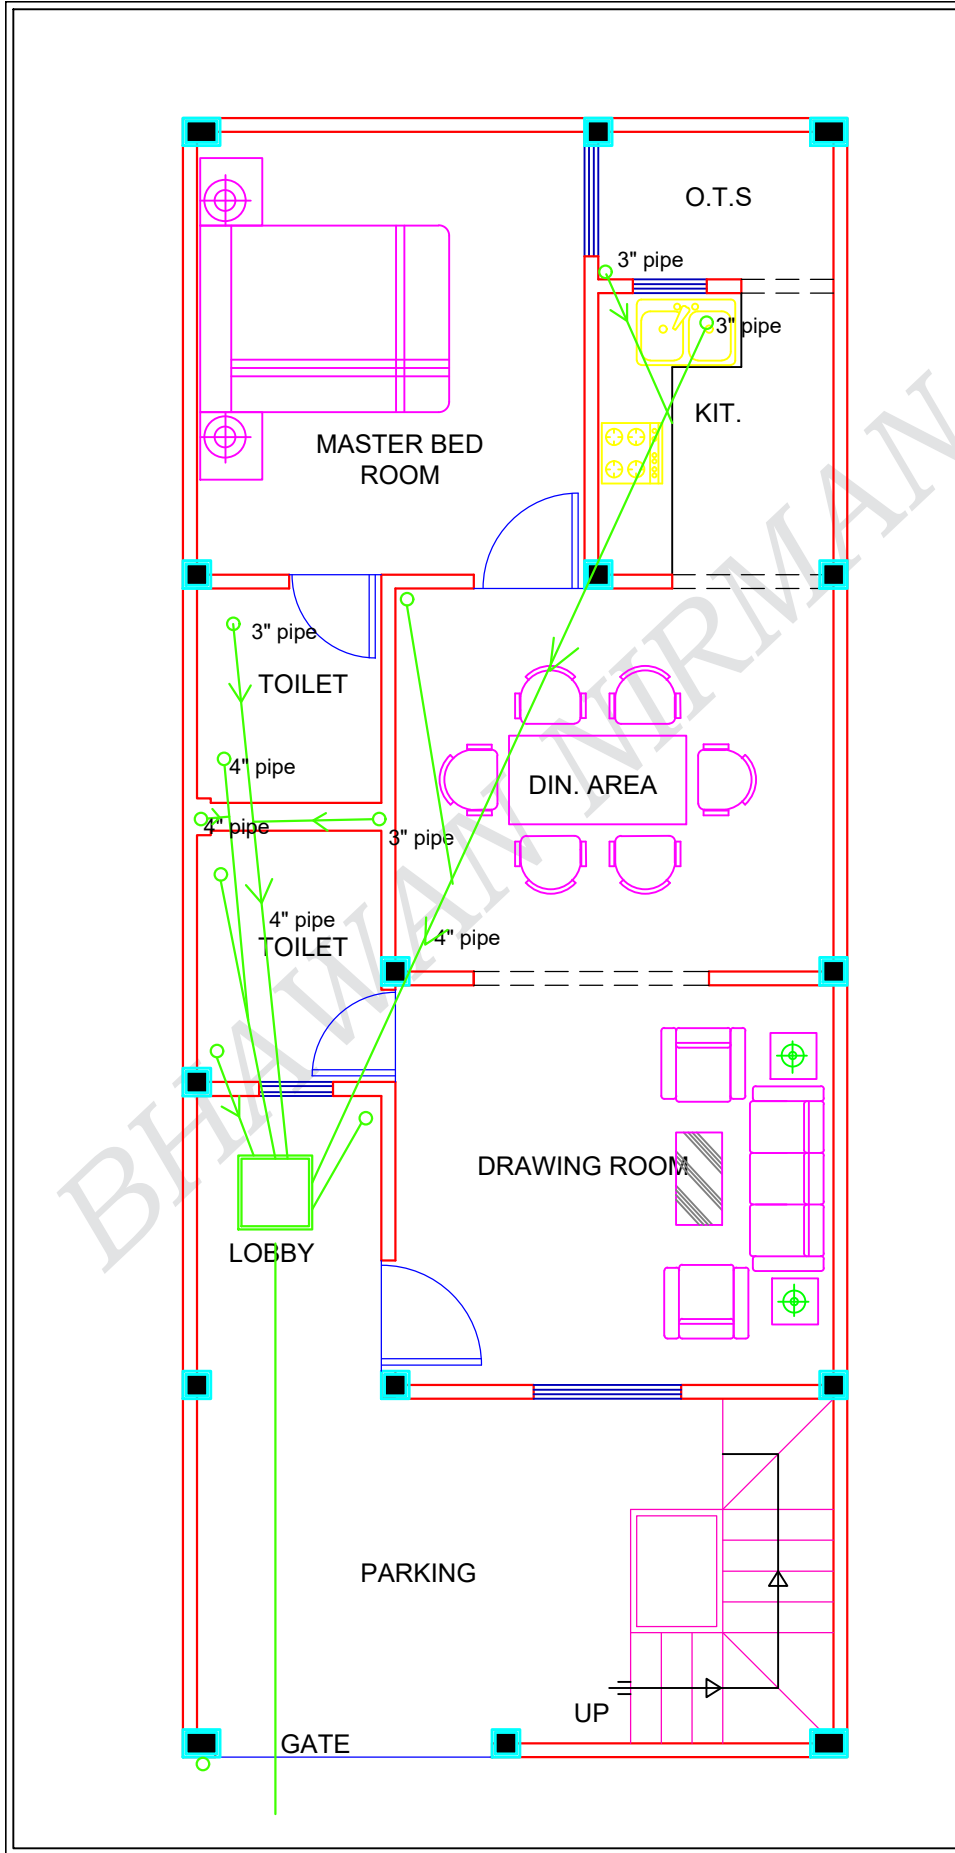 O.T.S
3" pipe
3" pipe
KIT.
MASTER BED
ROOM
3" pipe
TOILET
4" pipe
DIN. AREA
4" pipe
3" pipe
4" pipe
TOILET
4" pipe
DRAWING ROOM
LOBBY
PARKING
UP
GATE
BHAWAN NIRMAN